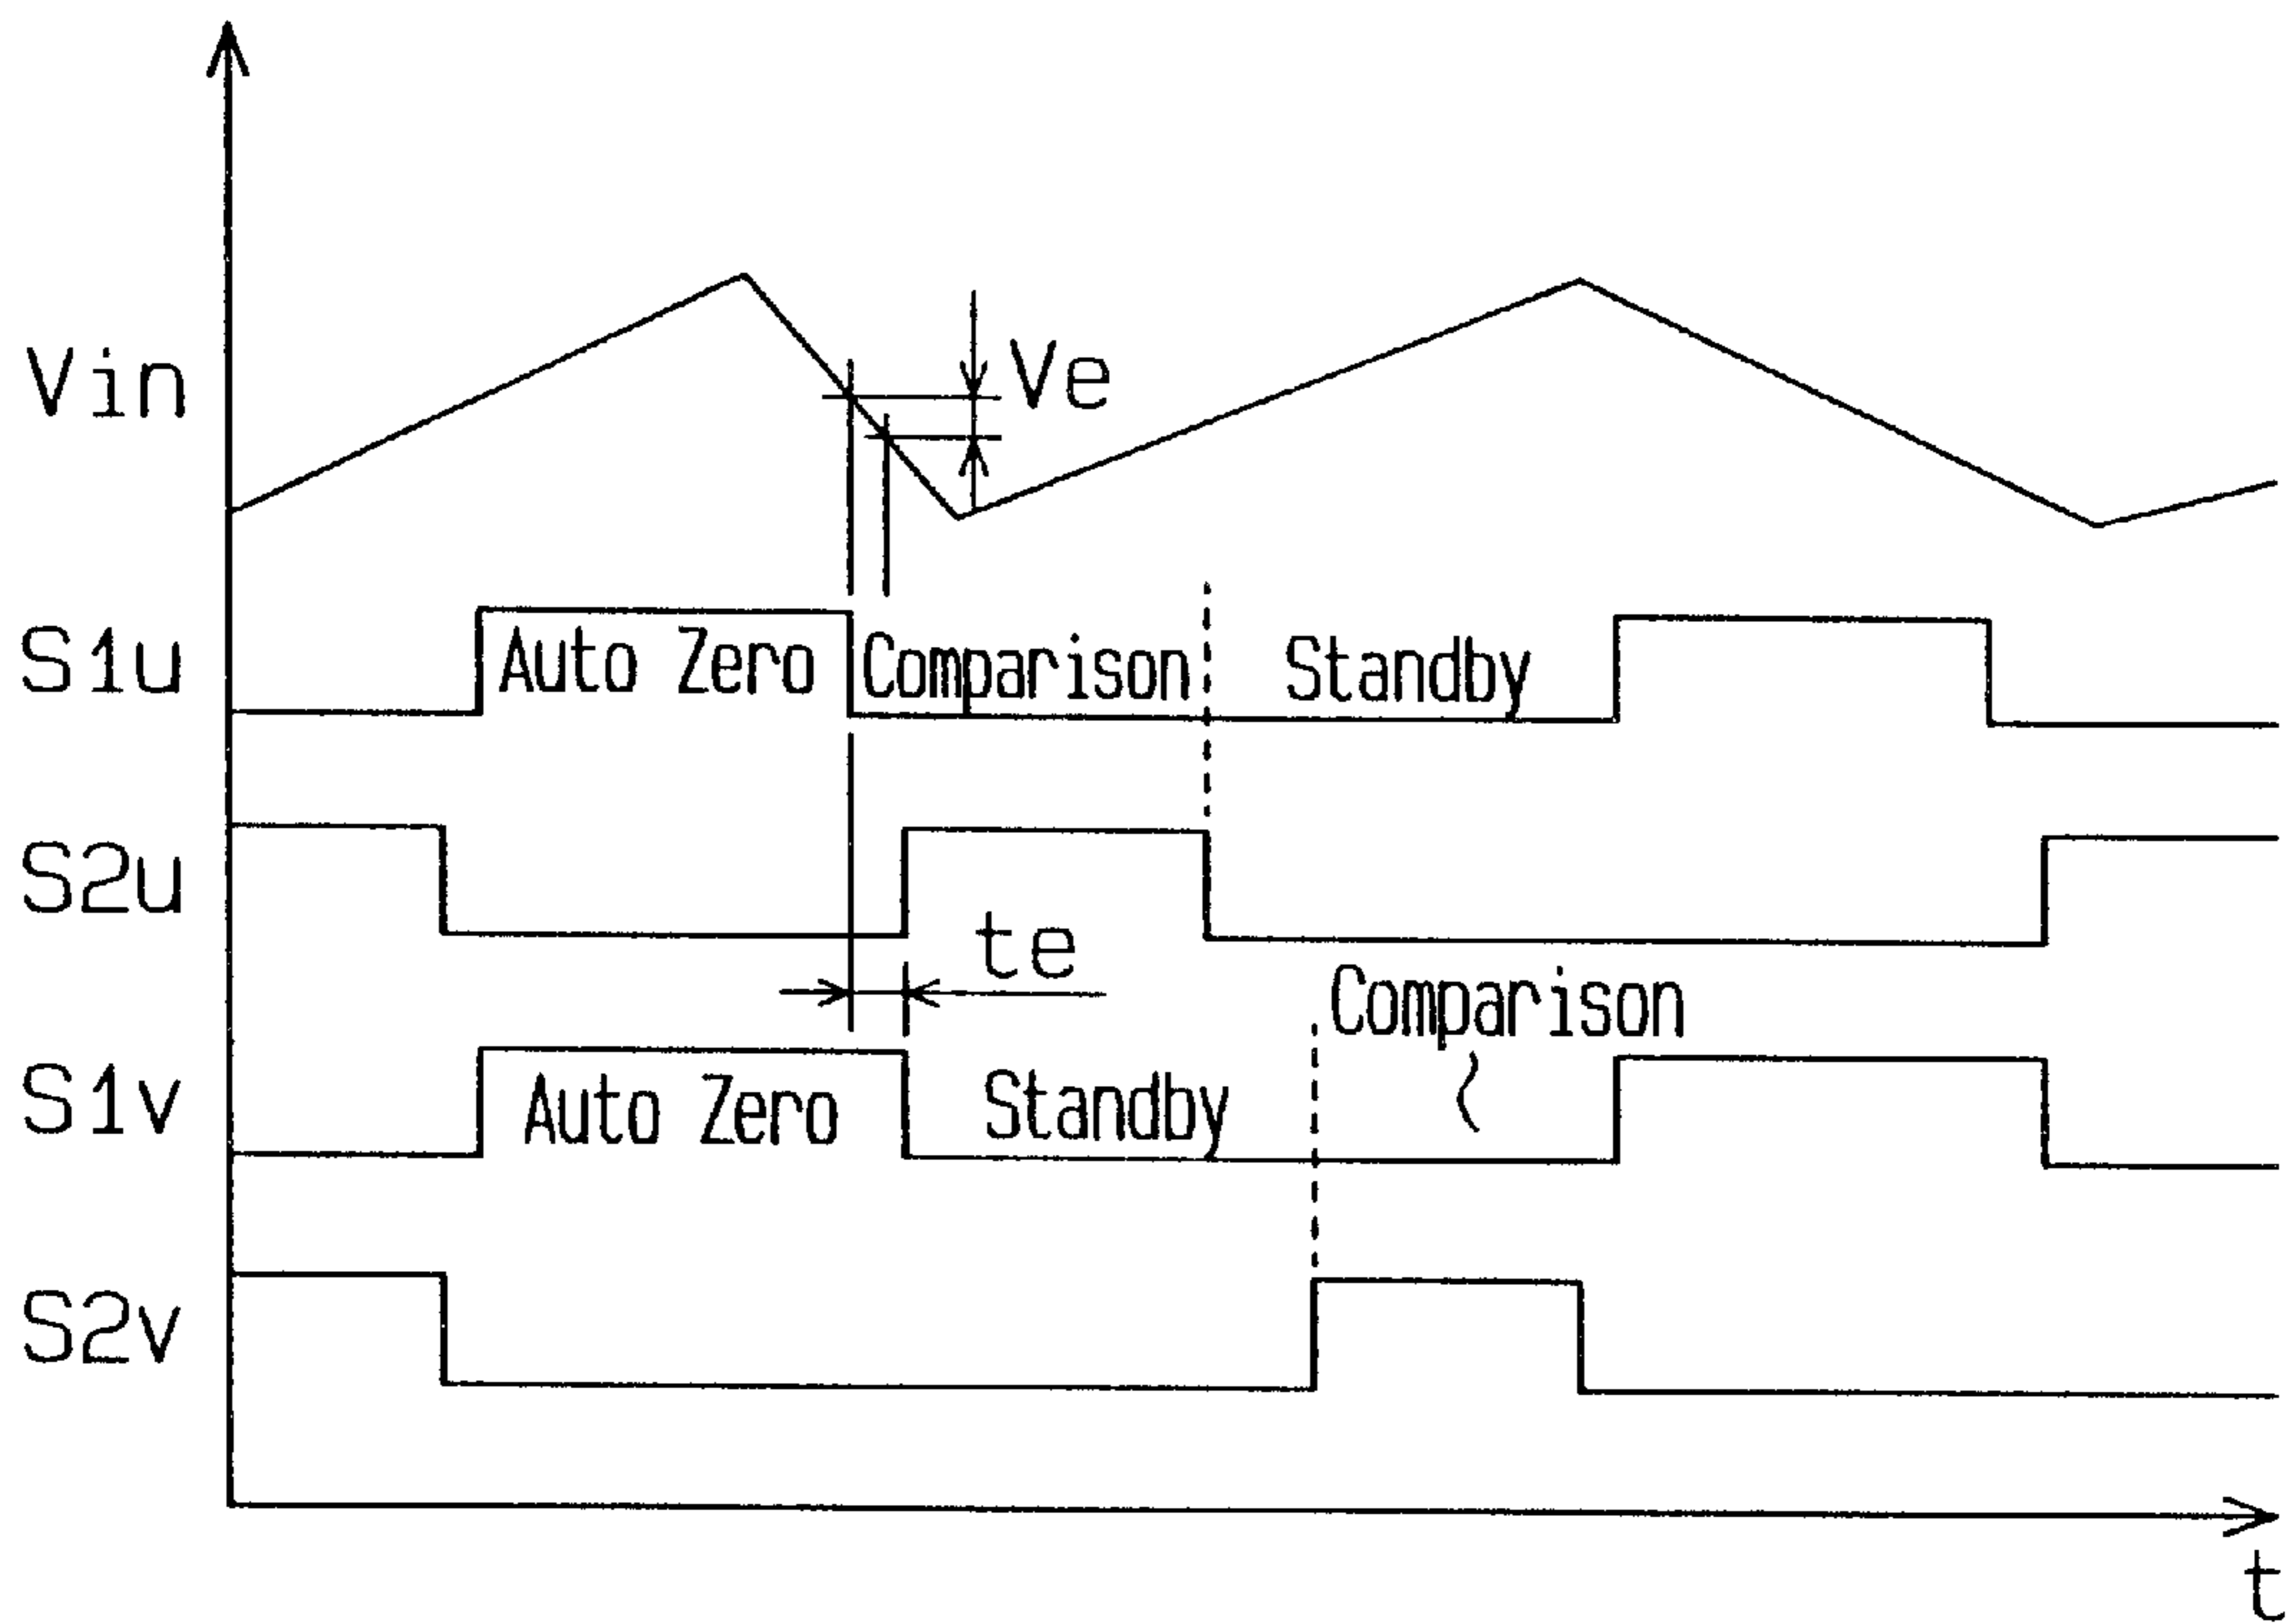 Vin
Ve
S1u
Auto Zero
Comparison
Standby
S2u
te
Comparison
S1v
Auto Zero
Standby
S2v
t